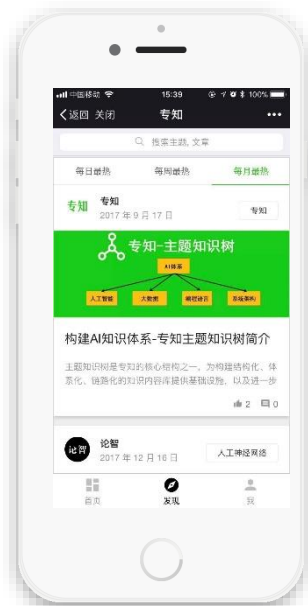 中国移动 15:39 100%
返回 关闭 专知
搜索主题, 文章
每日最热 每周最热 每月最热
专知 专知
2017 年 9 月 17 日 专知
专知-主题知识树
AI体系
人工智能 大数据 编程语言 系统架构
构建AI知识体系-专知主题知识树简介
主题知识树是专知的核心结构之一，为构建结构化、体
系化、链路化的知识内容库提供基础设施，以及进一步
2 0
论智 论智
2017 年 12 月 16 日 人工神经网络
首页 发现 我